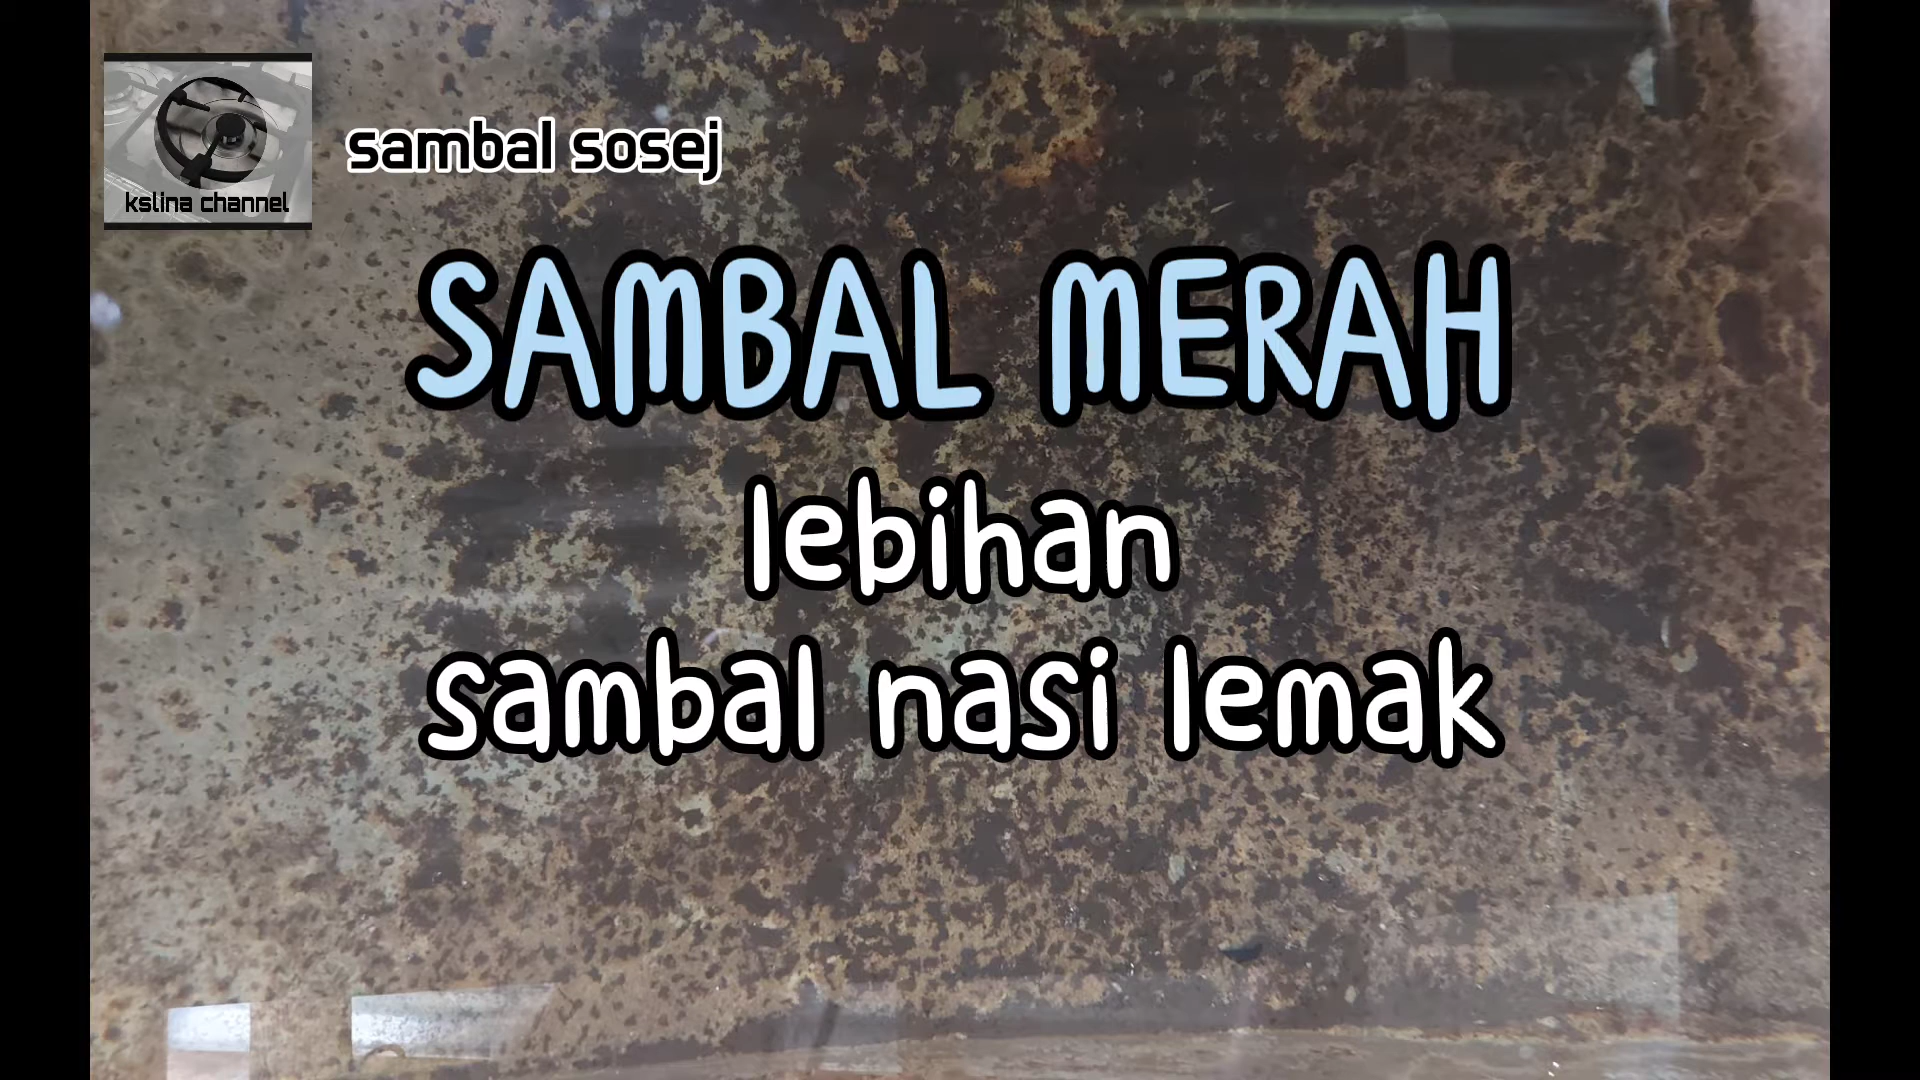 kslina channel
sambal sosej
SAMBAL MERAH
lebihan
sambal nasi lemak